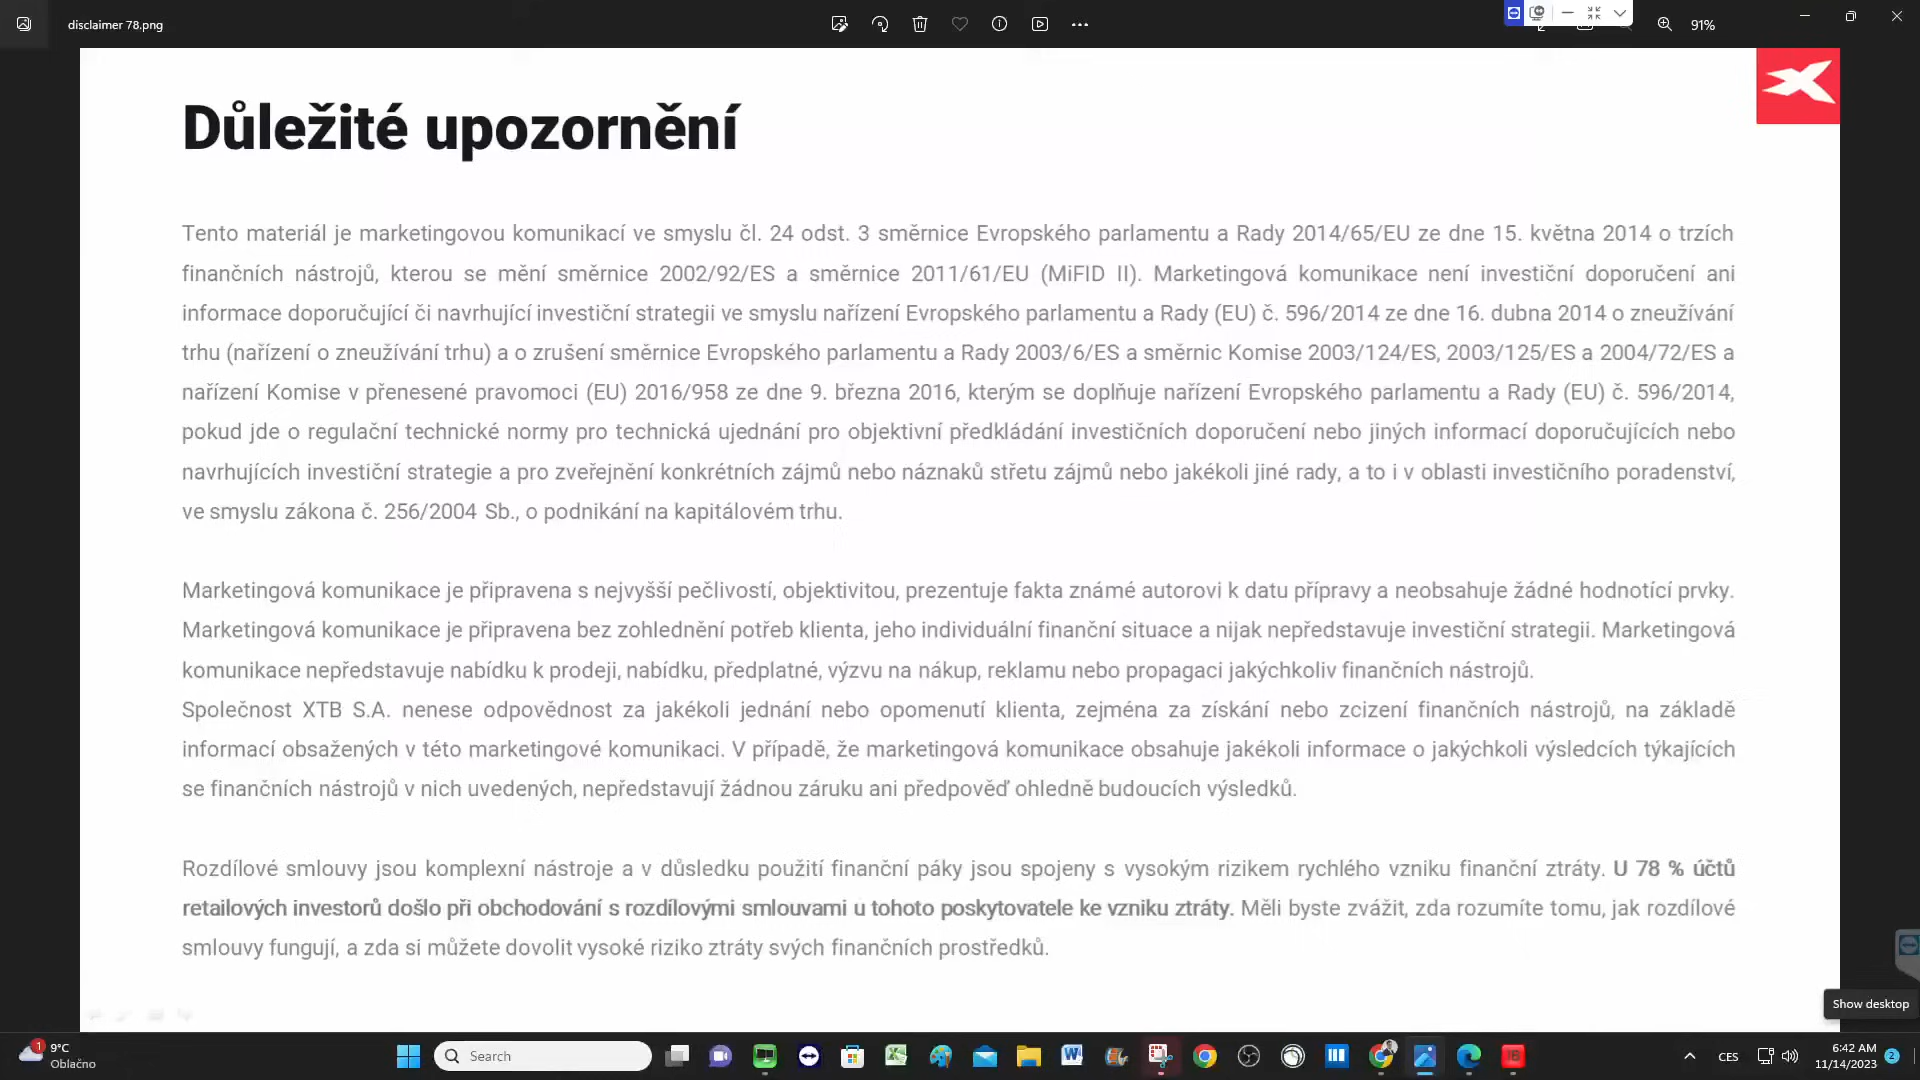 disclaimer 78.png
91%
Důležité upozornění
Tento materiál je marketingovou komunikací ve smyslu čl. 24 odst. 3 směrnice Evropského parlamentu a Rady 2014/65/EU ze dne 15. května 2014 o trzích
finančních nástrojů, kterou se mění směrnice 2002/92/ES a směrnice 2011/61/EU (MiFID II). Marketingová komunikace není investiční doporučení ani
informace doporučující či navrhující investiční strategii ve smyslu nařízení Evropského parlamentu a Rady (EU) č. 596/2014 ze dne 16. dubna 2014 o zneužívání
trhu (nařízení o zneužívání trhu) a o zrušení směrnice Evropského parlamentu a Rady 2003/6/ES a směrnic Komise 2003/124/ES, 2003/125/ES a 2004/72/ES a
nařízení Komise v přenesené pravomoci (EU) 2016/958 ze dne 9. března 2016, kterým se doplňuje nařízení Evropského parlamentu a Rady (EU) č. 596/2014,
pokud jde o regulační technické normy pro technická ujednání pro objektivní předkládání investičních doporučení nebo jiných informací doporučujících nebo
navrhujících investiční strategie a pro zveřejnění konkrétních zájmů nebo náznaků střetu zájmů nebo jakékoli jiné rady, a to i v oblasti investičního poradenství,
ve smyslu zákona č. 256/2004 Sb., o podnikání na kapitálovém trhu.
Marketingová komunikace je připravena s nejvyšší pečlivostí, objektivitou, prezentuje fakta známé autorovi k datu přípravy a neobsahuje žádné hodnotící prvky.
Marketingová komunikace je připravena bez zohlednění potřeb klienta, jeho individuální finanční situace a nijak nepředstavuje investiční strategii. Marketingová
komunikace nepředstavuje nabídku k prodeji, nabídku, předplatné, výzvu na nákup, reklamu nebo propagaci jakýchkoliv finančních nástrojů.
Společnost XTB S.A. nenese odpovědnost za jakékoli jednání nebo opomenutí klienta, zejména za získání nebo zcizení finančních nástrojů, na základě
informací obsažených v této marketingové komunikaci. V případě, že marketingová komunikace obsahuje jakékoli informace o jakýchkoli výsledcích týkajících
se finančních nástrojů v nich uvedených, nepředstavují žádnou záruku ani předpověď ohledně budoucích výsledků.
Rozdílové smlouvy jsou komplexní nástroje a v důsledku použití finanční páky jsou spojeny s vysokým rizikem rychlého vzniku finanční ztráty. U 78 % účtů
retailových investorů došlo při obchodování s rozdílovými smlouvami u tohoto poskytovatele ke vzniku ztráty. Měli byste zvážit, zda rozumíte tomu, jak rozdílové
smlouvy fungují, a zda si můžete dovolit vysoké riziko ztráty svých finančních prostředků.
Show desktop
1
9°C
Oblačno
Search
CES
6:42 AM
11/14/2023
2